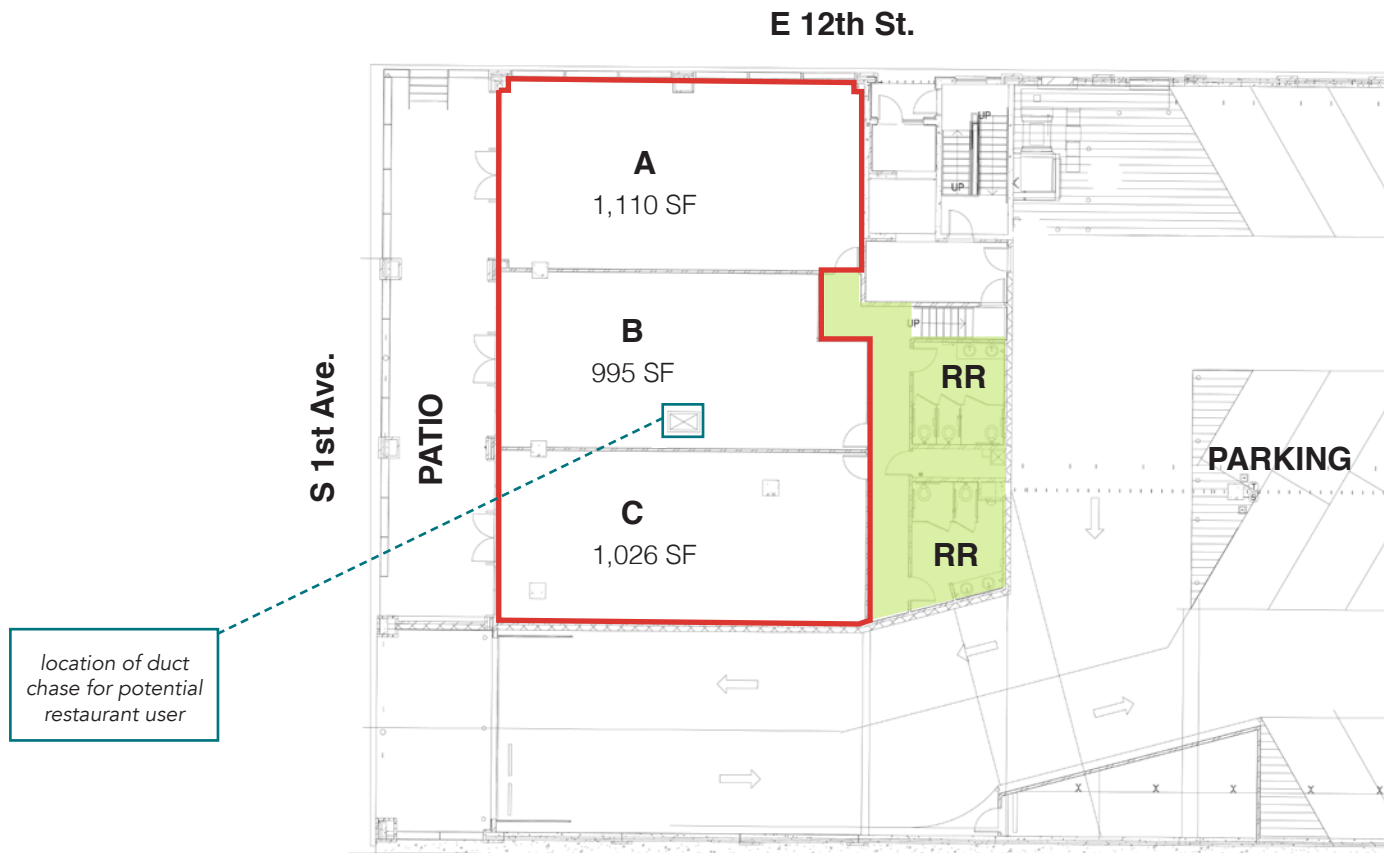 E 12th St.
UP
UP
A
1,110 SF
UP
B
995 SF
RR
S 1st Ave.
PATIO
PARKING
C
1,026 SF
RR
location of duct
chase for potential
restaurant user
X X X X